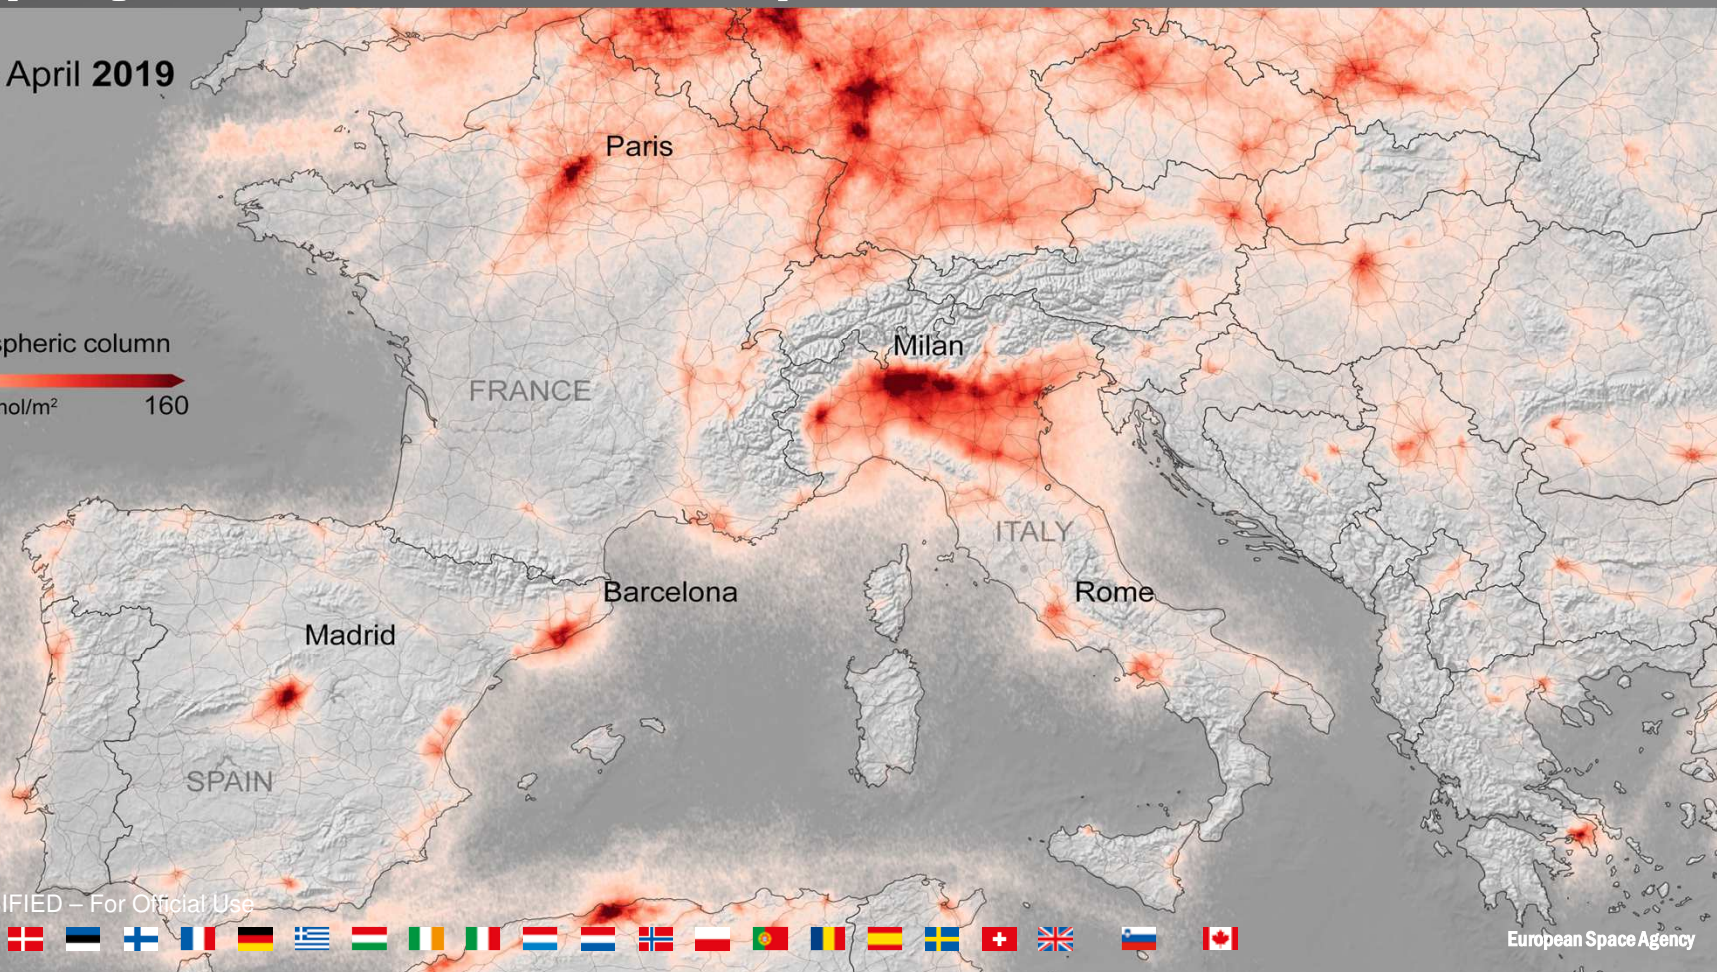 April 2019
Paris
spheric column
mol/m²
160
Milan
FRANCE
ITALY
Barcelona
Rome
Madrid
SPAIN
IFIED – For Official Use
European Space Agency